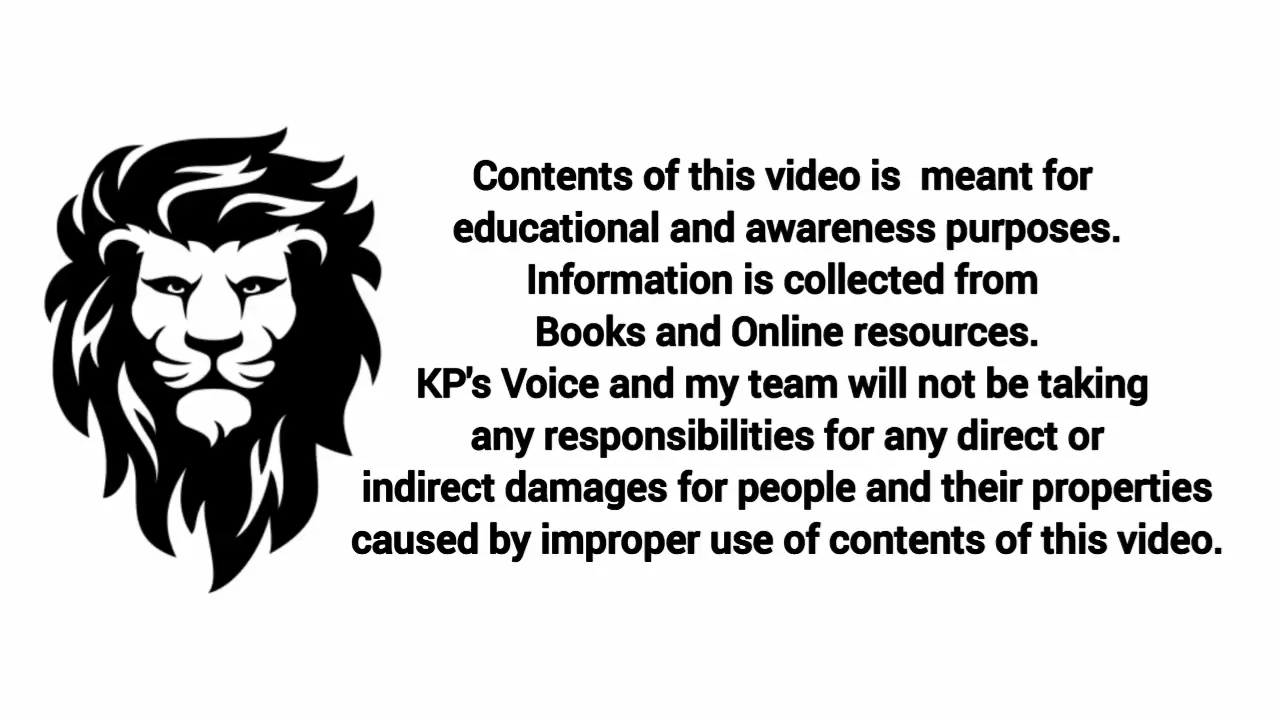 Contents of this video is  meant for
educational and awareness purposes.
Information is collected from
Books and Online resources.
KP's Voice and my team will not be taking
any responsibilities for any direct or
indirect damages for people and their properties
caused by improper use of contents of this video.